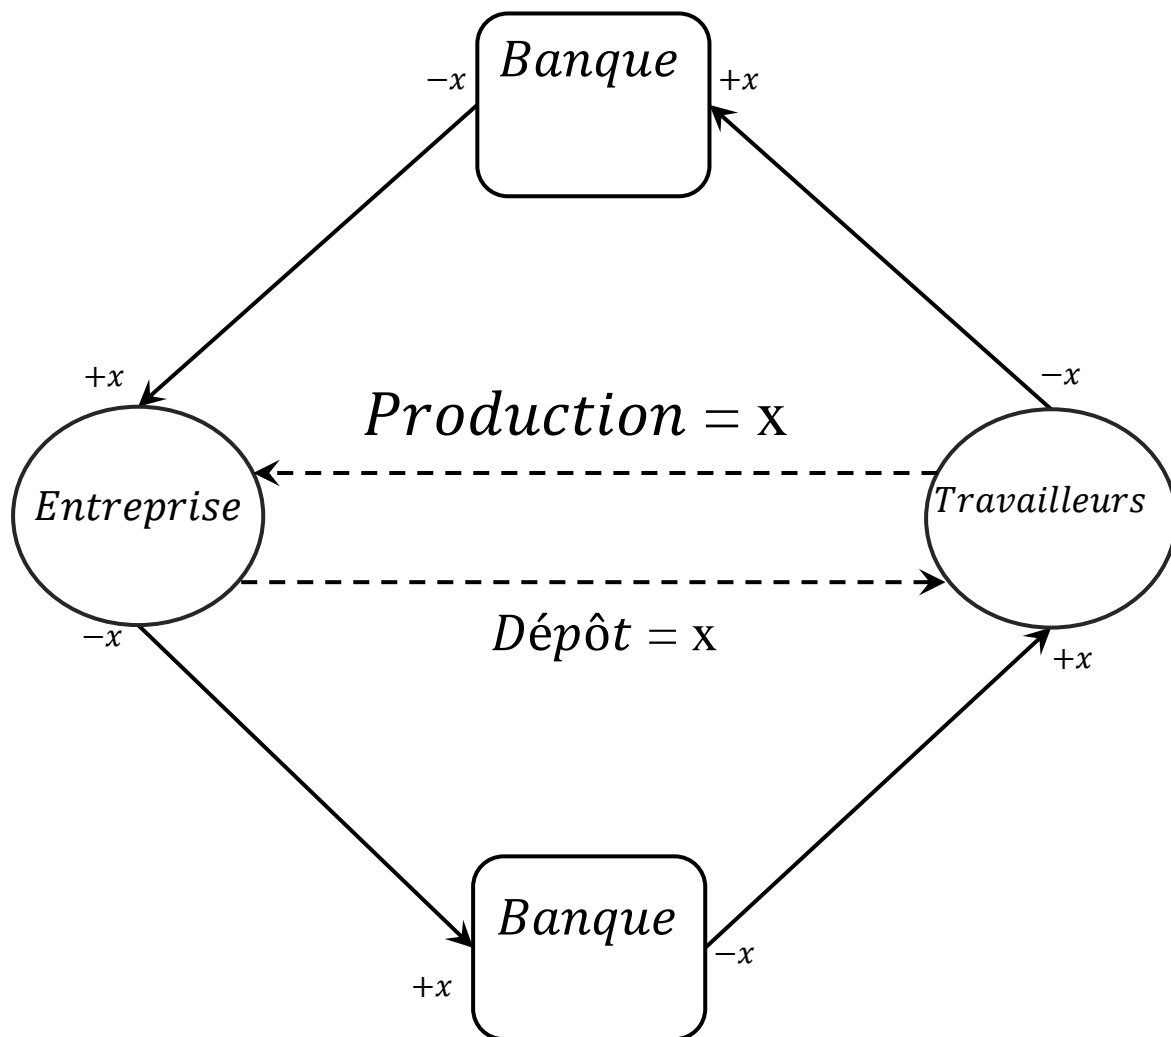 Banque
−x
+x
+x
−x
Production = x
Entreprise
Travailleurs
Dépôt = x
−x
+x
Banque
−x
+x